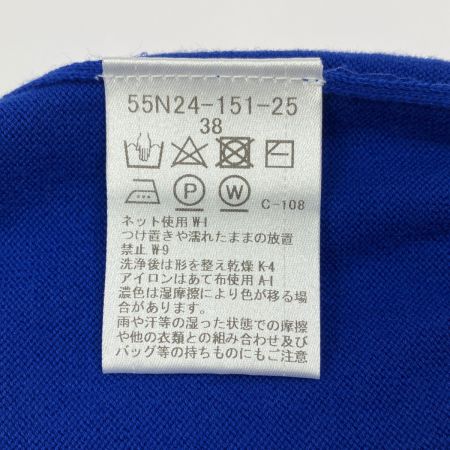 55N24-151-25
38
P W C-108
ネット使用 W-1
つけ置きや濡れたままの放置
禁止 W-9
洗浄後は形を整え乾燥 K-4
アイロンはあて布使用 A-1
濃色は湿摩擦により色が移る場
合があります。
雨や汗等の湿った状態での摩擦
や他の衣類との組み合わせ及び
バッグ等の持ちものにもご注意